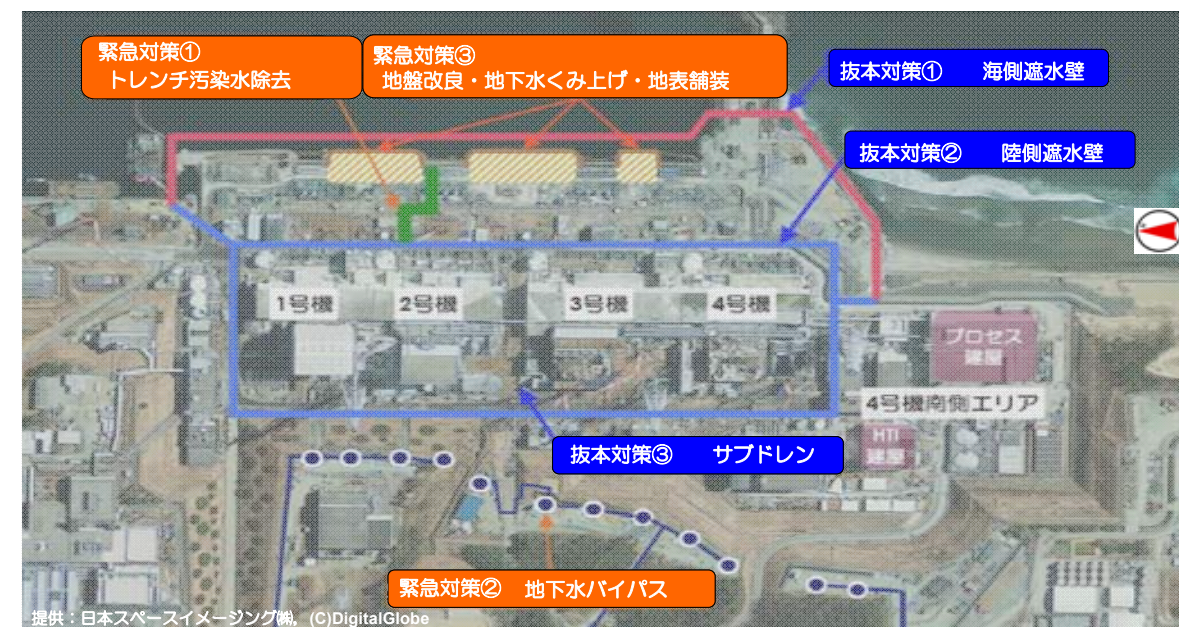 緊急対策①
トレンチ汚染水除去
緊急対策③
地盤改良・地下水くみ上げ・地表舗装
抜本対策① 海側遮水壁
抜本対策② 陸側遮水壁
1号機
2号機
3号機
4号機
プロセス
建屋
4号機南側エリア
HTI
建屋
抜本対策③ サブドレン
緊急対策② 地下水バイパス
提供：日本スペースイメージング㈱, (C)DigitalGlobe